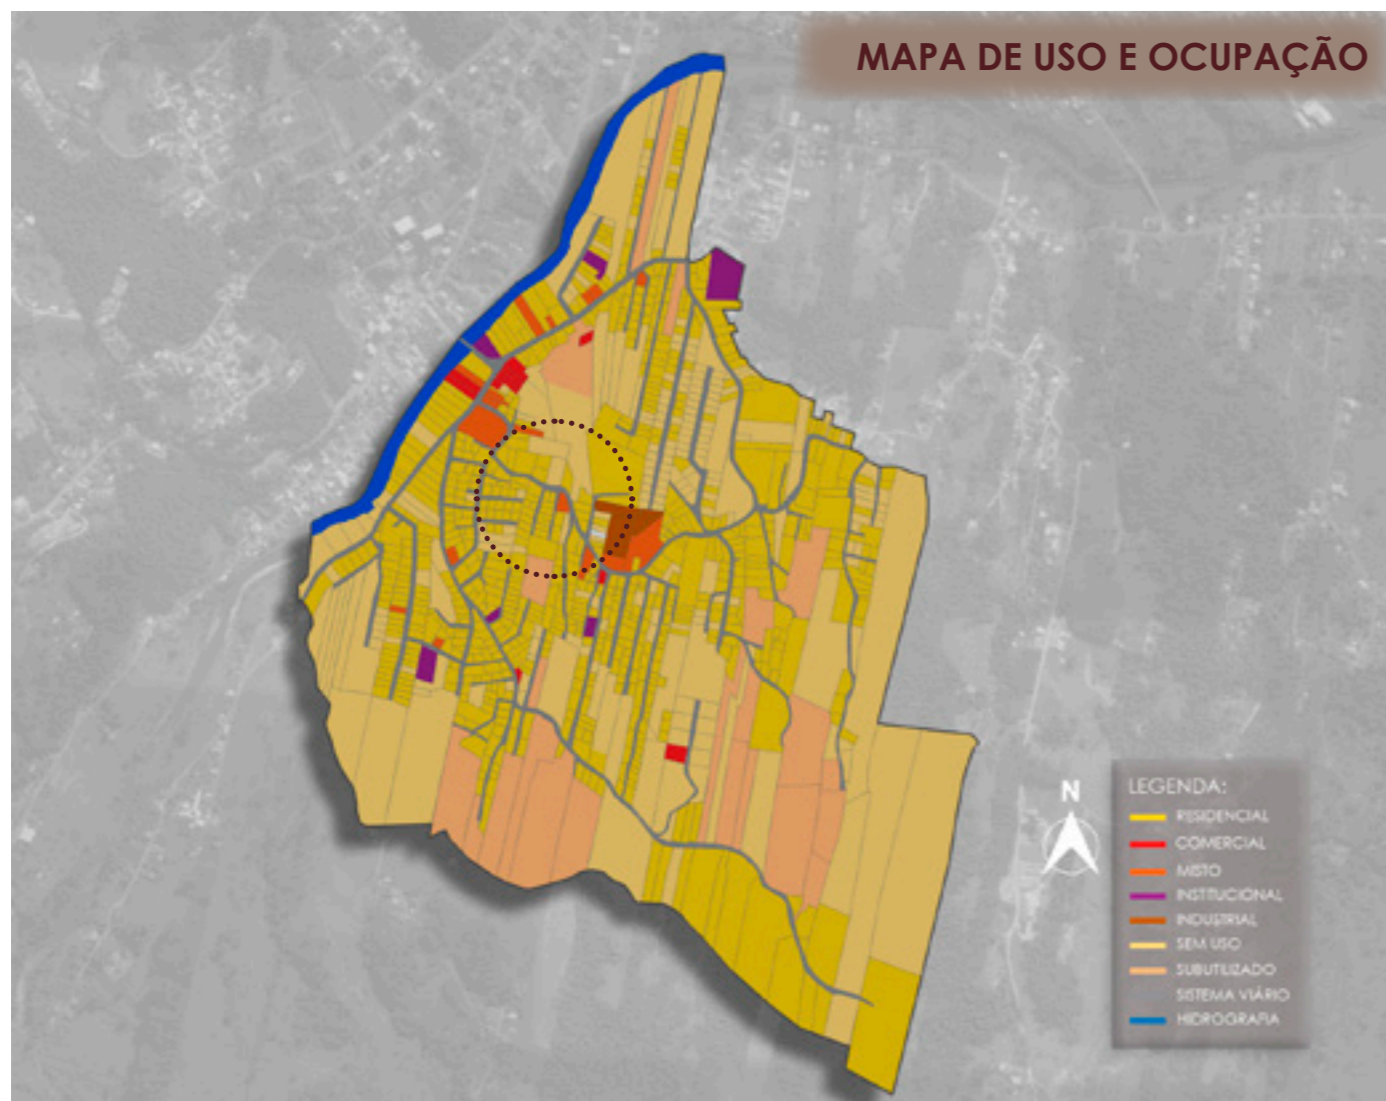 MAPA DE USO E OCUPAÇÃO
N
LEGENDA:
RESIDENCIAL
COMERCIAL
MISTO
INSTITUCIONAL
INDUSTRIAL
SEM USO
SUBUTILIZADO
SISTEMA VIÁRIO
HIDROGRAFIA